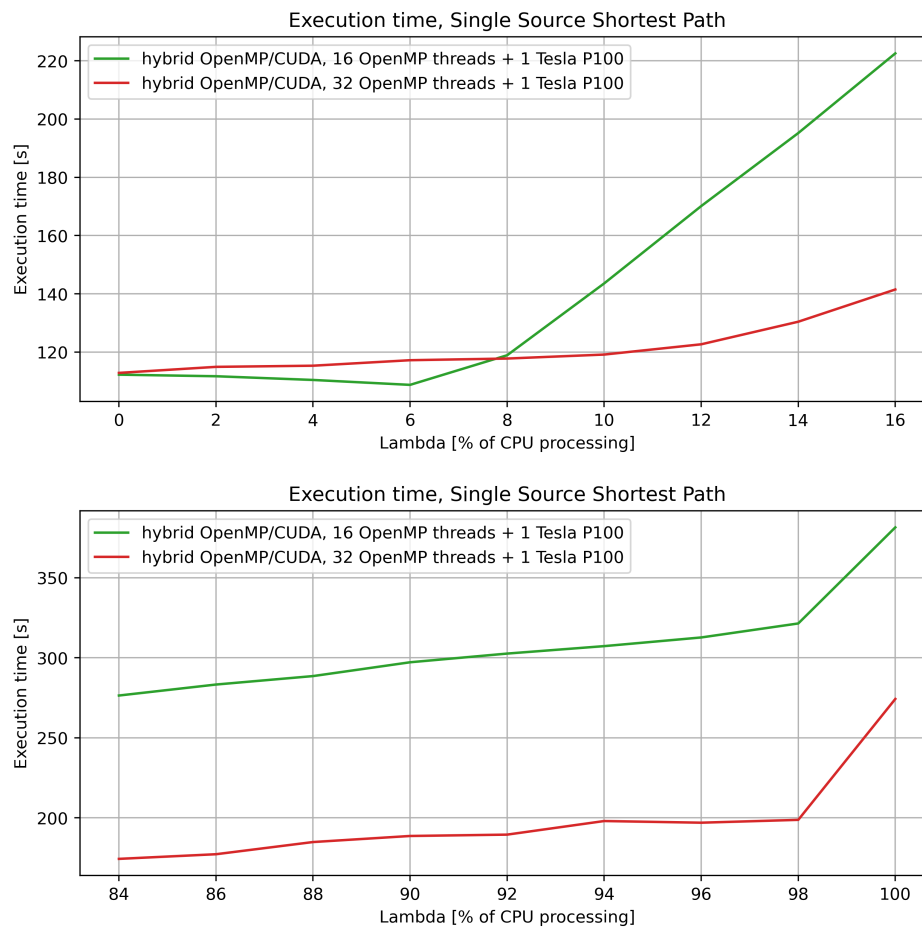 Execution time, Single Source Shortest Path
hybrid OpenMP/CUDA, 16 OpenMP threads + 1 Tesla P100
hybrid OpenMP/CUDA, 32 OpenMP threads + 1 Tesla P100
Execution time [s]
220
200
180
160
140
120
0 2 4 6 8 10 12 14 16
Lambda [% of CPU processing]
Execution time, Single Source Shortest Path
hybrid OpenMP/CUDA, 16 OpenMP threads + 1 Tesla P100
hybrid OpenMP/CUDA, 32 OpenMP threads + 1 Tesla P100
Execution time [s]
350
300
250
200
84 86 88 90 92 94 96 98 100
Lambda [% of CPU processing]